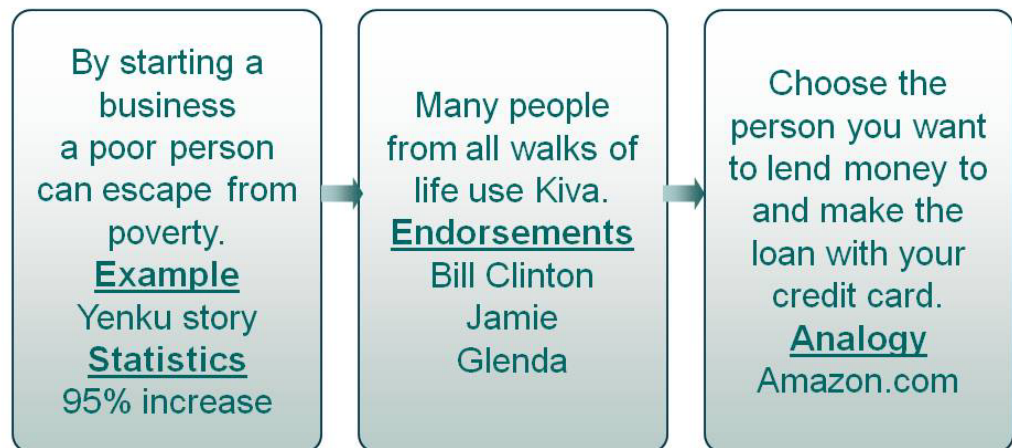 By starting a
business
a poor person
can escape from
poverty.
Example
Yenku story
Statistics
95% increase
Many people
from all walks of
life use Kiva.
Endorsements
Bill Clinton
Jamie
Glenda
Choose the
person you want
to lend money to
and make the
loan with your
credit card.
Analogy
Amazon.com